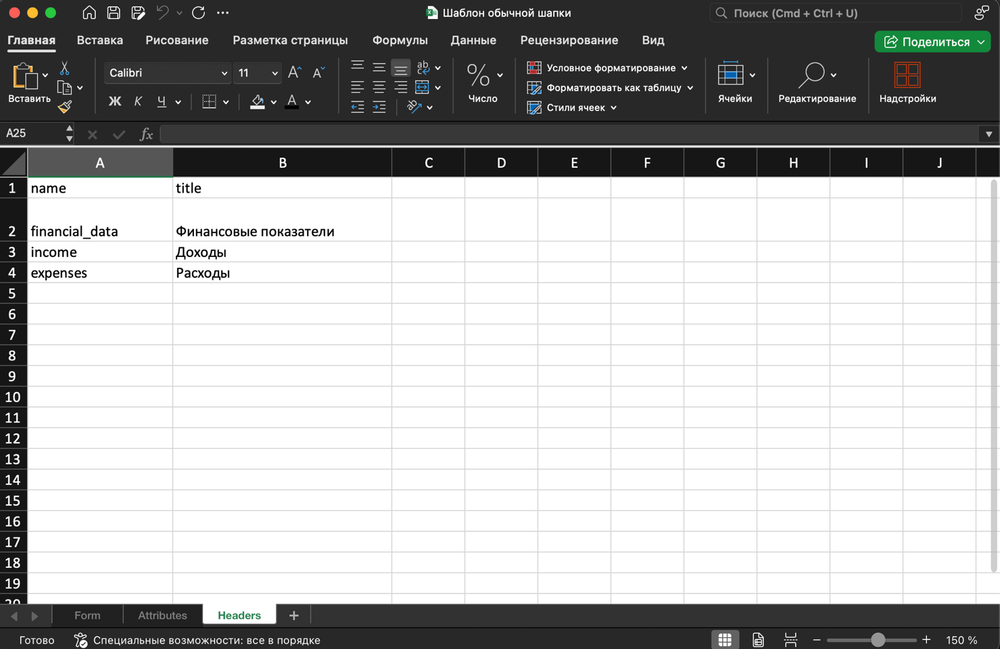 Шаблон обычной шапки
Поиск (Cmd + Ctrl + U)
Главная Вставка Рисование Разметка страницы Формулы Данные Рецензирование Вид Поделиться
Вставить
Calibri 11
Ж К Ч
ab
c
ab
% Число
Условное форматирование
Форматировать как таблицу
Стили ячеек
Ячейки
Редактирование
Надстройки
A25 fx
A B C D E F G H I J
1 name title
2 financial_data Финансовые показатели
3 income Доходы
4 expenses Расходы
5
6
7
8
9
10
11
12
13
14
15
16
17
18
19
20
Form Attributes Headers +
Готово Специальные возможности: все в порядке − + 150 %